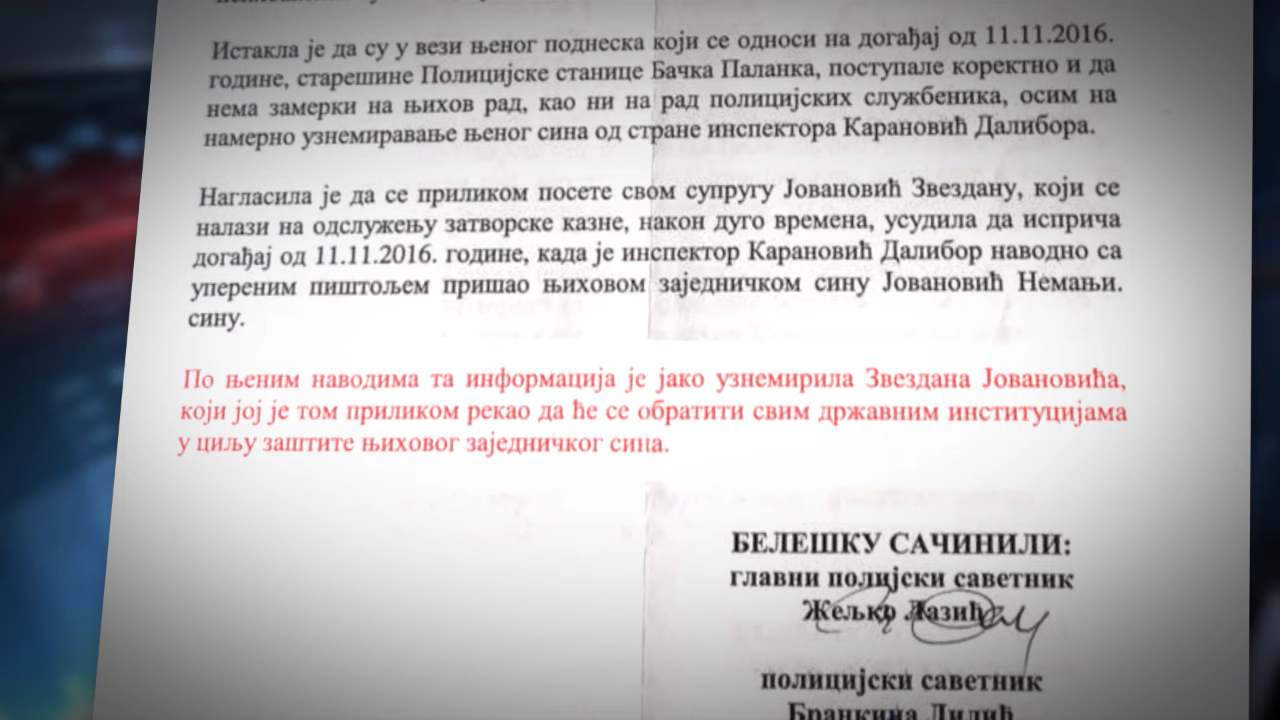 Истакла је да су у вези њеног поднеска који се односи на догађај од 11.11.2016.
године, старешине Полицијске станице Бачка Паланка, поступале коректно и да
нема замерки на њихов рад, као ни на рад полицијских службеника, осим на
намерно узнемиравање њеног сина од стране инспектора Карановић Далибора.
Нагласила је да се приликом посете свом супругу Јовановић Звездану, који се
налази на одслужењу затворске казне, након дуго времена, усудила да исприча
догађај од 11.11.2016. године, када је инспектор Карановић Далибор наводно са
упереним пиштољем пришао њиховом заједничком сину Јовановић Немањи.
сину.
По њеним наводима та информација је јако узнемирила Звездана Јовановића,
који јој је том приликом рекао да ће се обратити свим државним институцијама
у циљу заштите њиховог заједничког сина.
БЕЛЕШКУ САЧИНИЛИ:
главни полијски саветник
Жељко Лазић
полицијски саветник